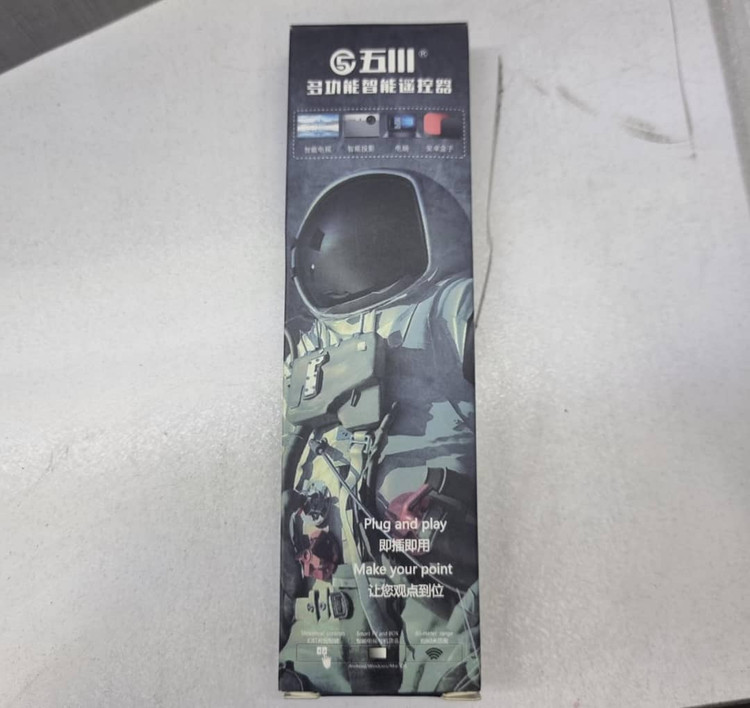 五川®
多功能智能遥控器
智能电视 智能投影 电脑 安卓盒子
Plug and play
即插即用
Make your point
让您观点到位